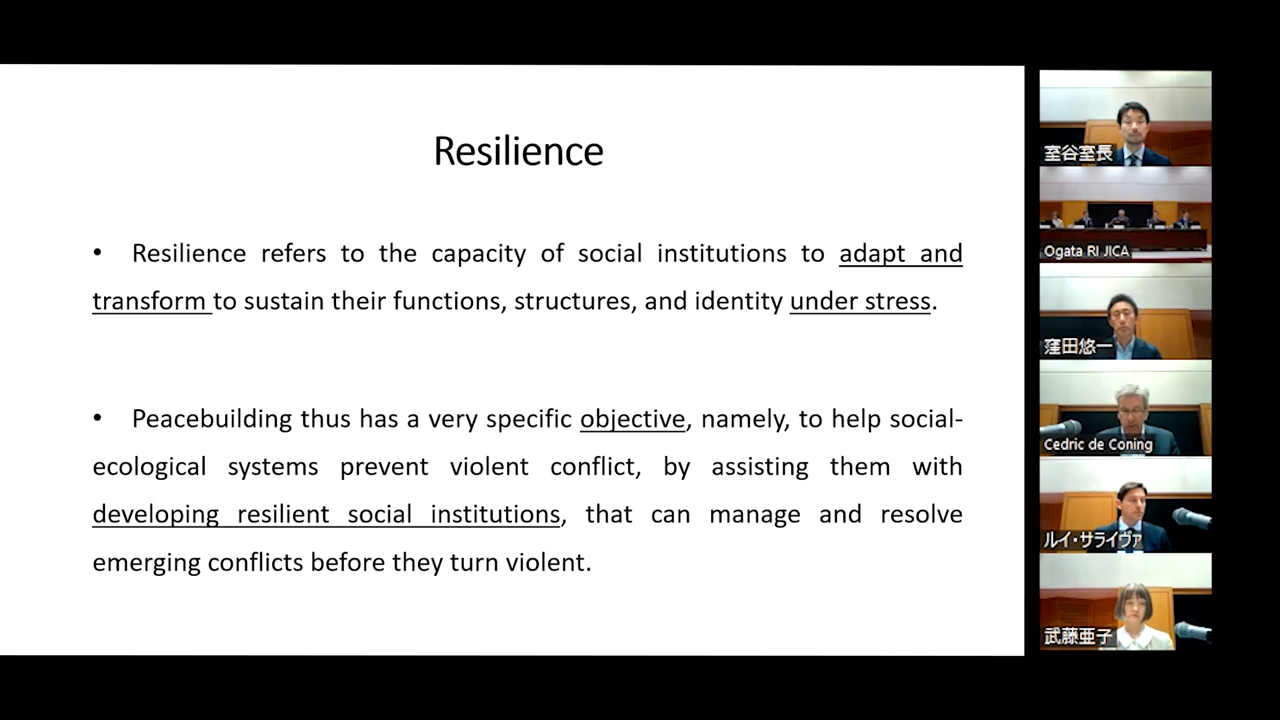 Resilience
• Resilience refers to the capacity of social institutions to adapt and
transform to sustain their functions, structures, and identity under stress.
• Peacebuilding thus has a very specific objective, namely, to help social-
ecological systems prevent violent conflict, by assisting them with
developing resilient social institutions, that can manage and resolve
emerging conflicts before they turn violent.
室谷室長
Ogata RI JICA
窪田悠一
Cedric de Coning
ルイ・サライヴァ
武藤亜子